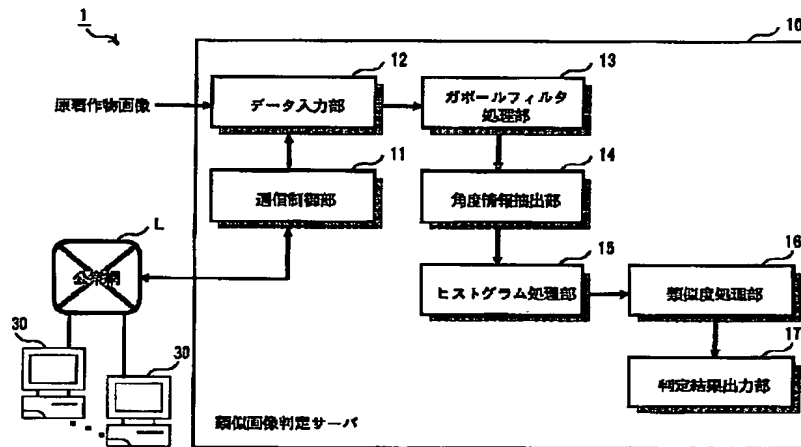 1
10
12
13
原著作物画像
データ入力部
ガボールフィルタ
処理部
11
14
通信制御部
角度情報抽出部
L
15
16
公衆網
ヒストグラム処理部
類似度処理部
30
30
17
判定結果出力部
類似画像判定サーバ